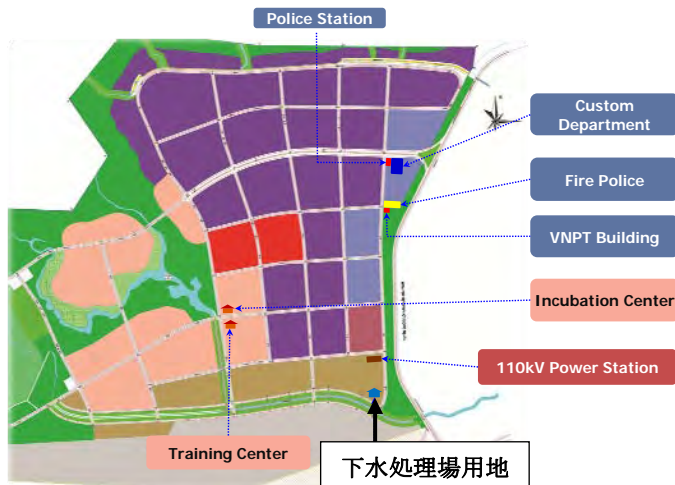 Police Station
Custom
Department
Fire Police
VNPT Building
Incubation Center
110kV Power Station
Training Center
下水処理場用地